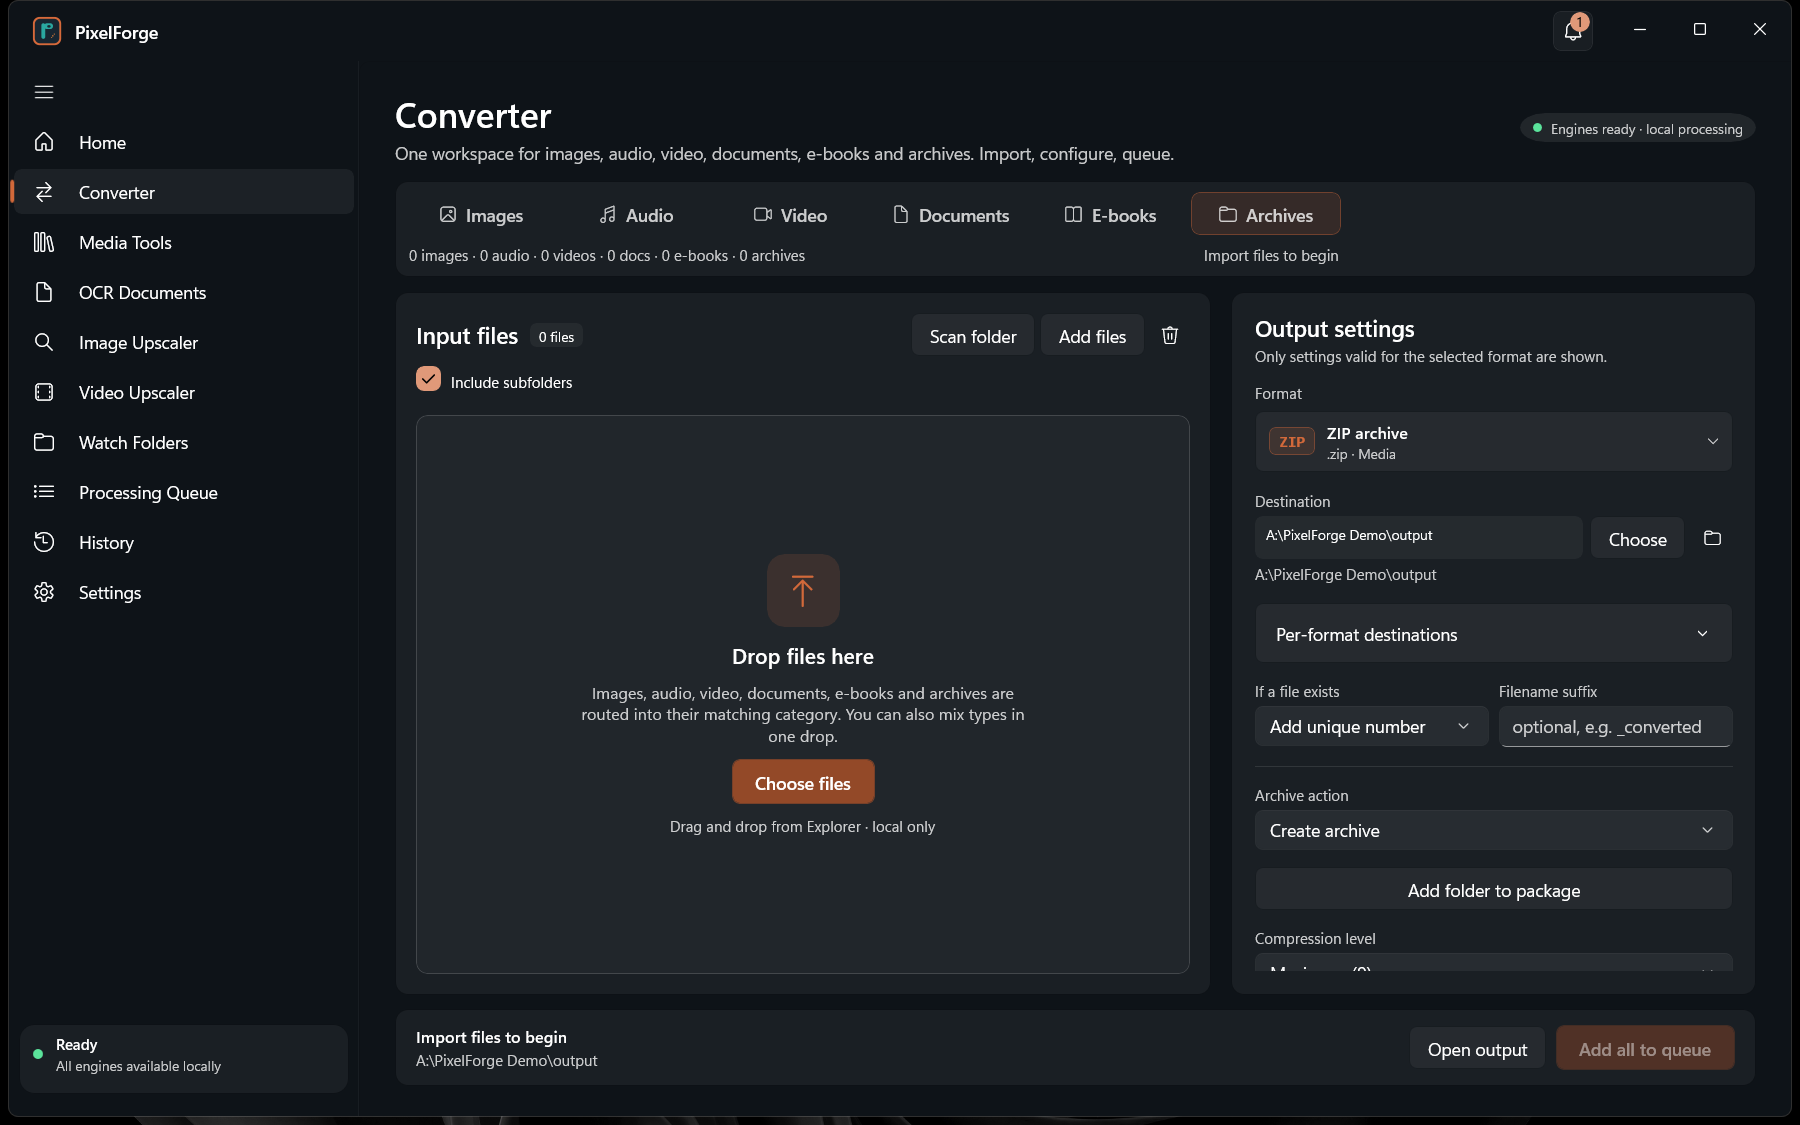 PixelForge
1
Home
Converter
Media Tools
OCR Documents
Image Upscaler
Video Upscaler
Watch Folders
Processing Queue
History
Settings
Ready
All engines available locally
Converter
One workspace for images, audio, video, documents, e-books and archives. Import, configure, queue.
Engines ready · local processing
Images
Audio
Video
Documents
E-books
Archives
0 images · 0 audio · 0 videos · 0 docs · 0 e-books · 0 archives
Import files to begin
Input files
0 files
Scan folder
Add files
Include subfolders
Drop files here
Images, audio, video, documents, e-books and archives are
routed into their matching category. You can also mix types in
one drop.
Choose files
Drag and drop from Explorer · local only
Output settings
Only settings valid for the selected format are shown.
Format
ZIP
ZIP archive
.zip · Media
Destination
A:\PixelForge Demo\output
Choose
A:\PixelForge Demo\output
Per-format destinations
If a file exists
Filename suffix
Add unique number
optional, e.g. _converted
Archive action
Create archive
Add folder to package
Compression level
Import files to begin
A:\PixelForge Demo\output
Open output
Add all to queue